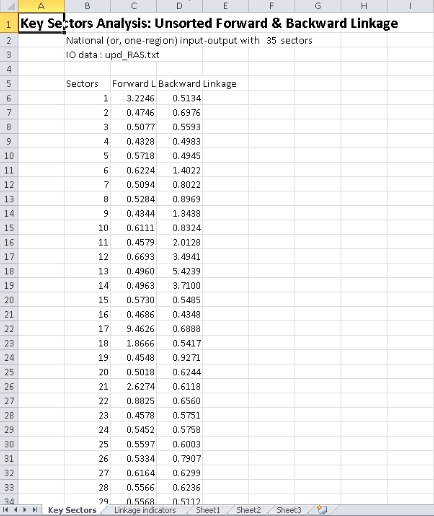 A B C D E F G H I
1 Key Sectors Analysis: Unsorted Forward & Backward Linkage
2 National (or, one-region) input-output with 35 sectors
3 IO data : upd_RAS.txt
4
5 Sectors Forward L Backward Linkage
6 1 3.2246 0.5134
7 2 0.4746 0.6976
8 3 0.5077 0.5593
9 4 0.4328 0.4983
10 5 0.5718 0.4945
11 6 0.6224 1.4022
12 7 0.5094 0.8022
13 8 0.5284 0.8969
14 9 0.4344 1.3438
15 10 0.6111 0.8324
16 11 0.4579 2.0128
17 12 0.6693 3.4941
18 13 0.4960 5.4239
19 14 0.4963 3.7100
20 15 0.5730 0.5485
21 16 0.4686 0.4348
22 17 9.4626 0.6888
23 18 1.8666 0.5417
24 19 0.4548 0.9271
25 20 0.5018 0.6244
26 21 2.6274 0.6118
27 22 0.8825 0.6560
28 23 0.4578 0.5751
29 24 0.5452 0.5758
30 25 0.5597 0.6003
31 26 0.5334 0.7907
32 27 0.6164 0.6299
33 28 0.5566 0.6236
34 29 0.5568 0.5112
Key Sectors Linkage indicators Sheet1 Sheet2 Sheet3